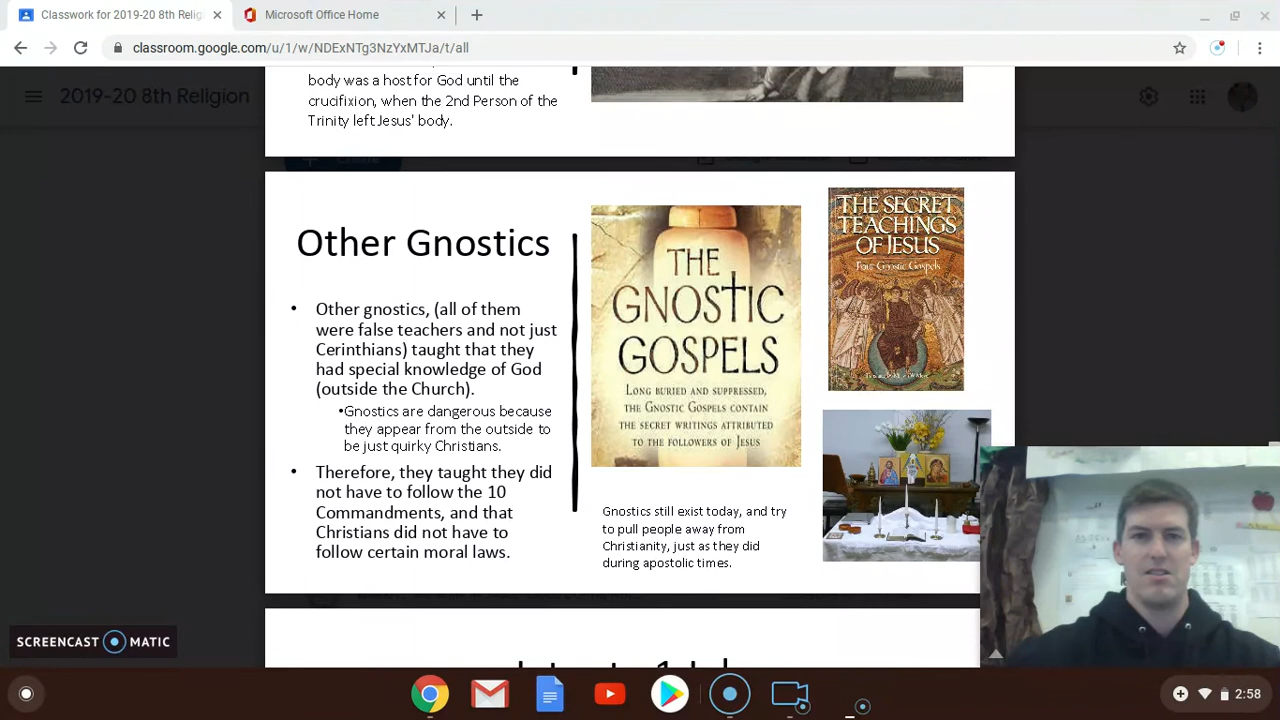 Classwork for 2019-20 8th Relig
Microsoft Office Home
classroom.google.com/u/1/w/NDExNTg3NzYxMTJa/t/all
2019-20 8th Religion
body was a host for God until the
crucifixion, when the 2nd Person of the
Trinity left Jesus' body.
Other Gnostics
• Other gnostics, (all of them
were false teachers and not just
Cerinthians) taught that they
had special knowledge of God
(outside the Church).
•Gnostics are dangerous because
they appear from the outside to
be just quirky Christians.
• Therefore, they taught they did
not have to follow the 10
Commandments, and that
Christians did not have to
follow certain moral laws.
THE
GNOSTIC
GOSPELS
LONG BURIED AND SUPPRESSED,
THE GNOSTIC GOSPELS CONTAIN
THE SECRET WRITINGS ATTRIBUTED
TO THE FOLLOWERS OF JESUS
THE SECRET
TEACHINGS
OF JESUS
Four Gnostic Gospels
Gnostics still exist today, and try
to pull people away from
Christianity, just as they did
during apostolic times.
SCREENCAST MATIC
2:58